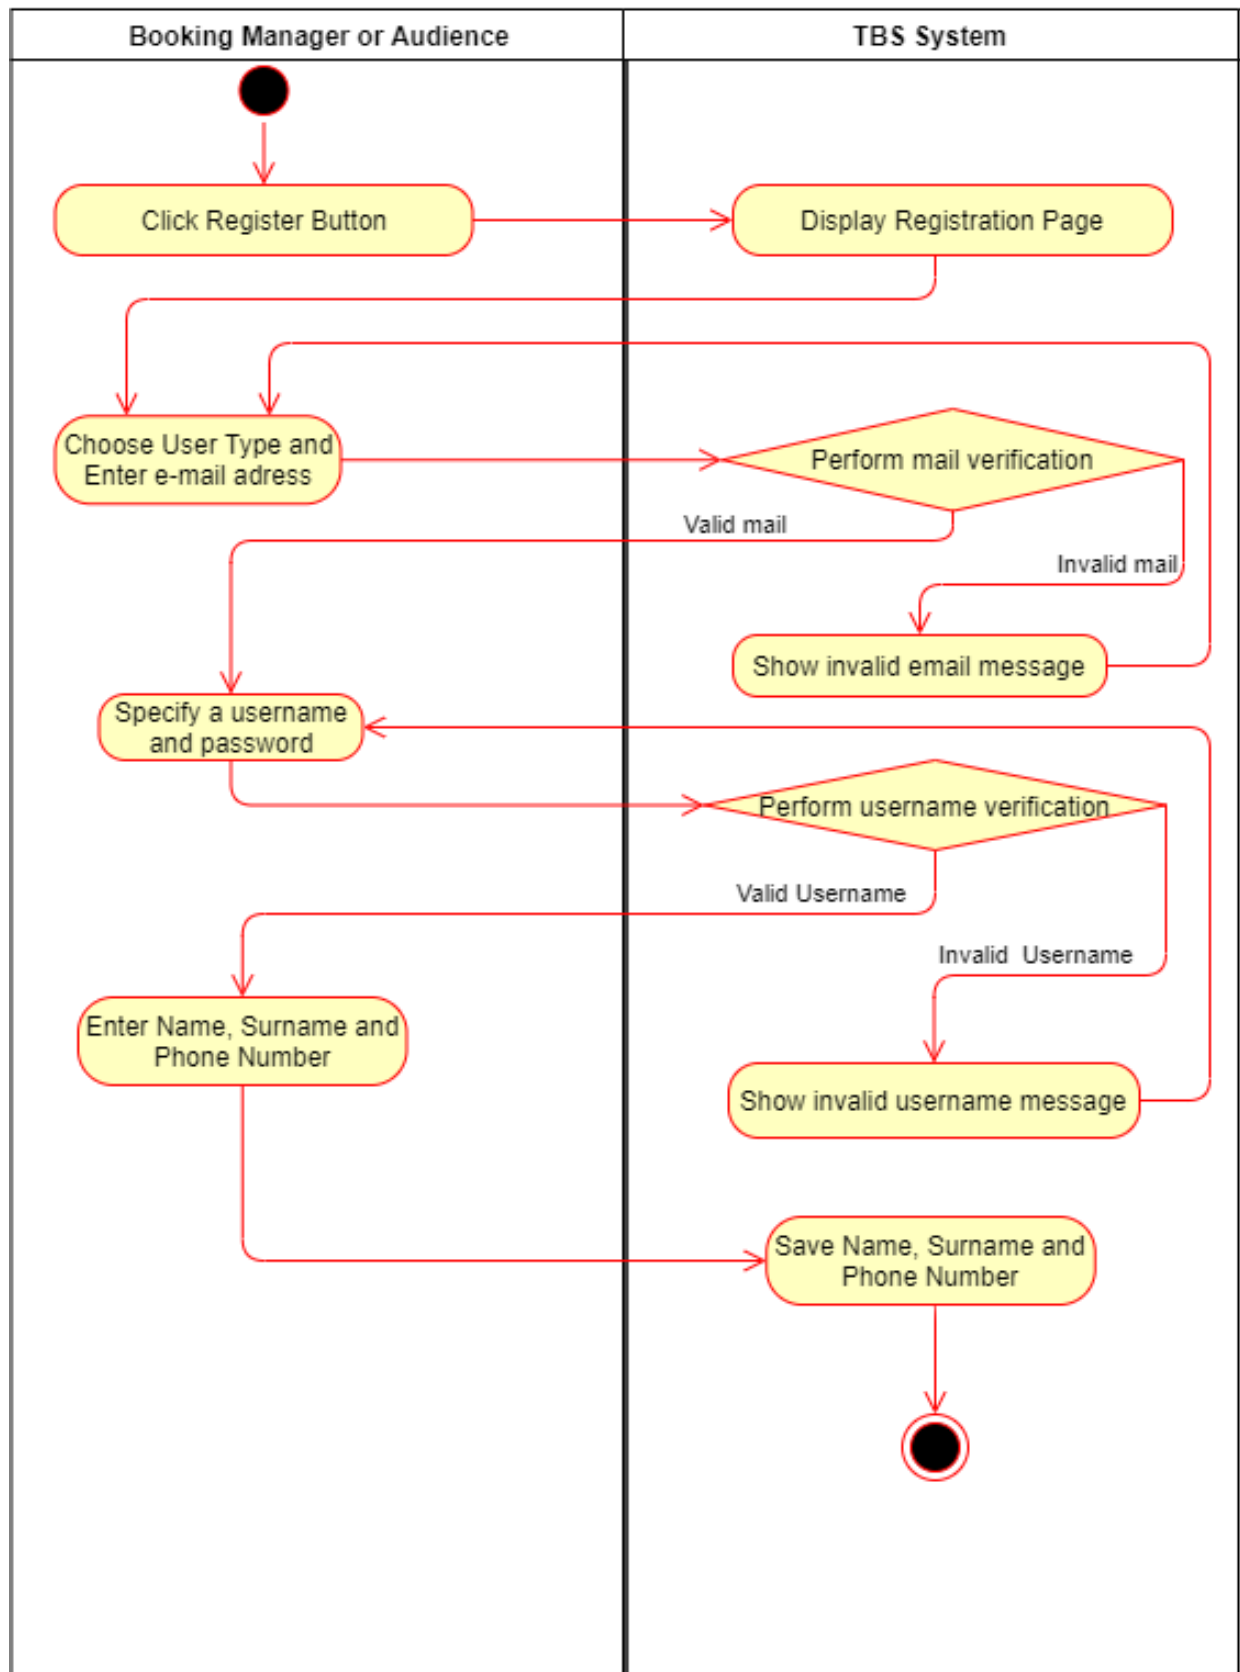 Booking Manager or Audience
TBS System
Click Register Button
Display Registration Page
Choose User Type and
Enter e-mail adress
Perform mail verification
Valid mail
Invalid mail
Show invalid email message
Specify a username
and password
Perform username verification
Valid Username
Invalid  Username
Enter Name, Surname and
Phone Number
Show invalid username message
Save Name, Surname and
Phone Number